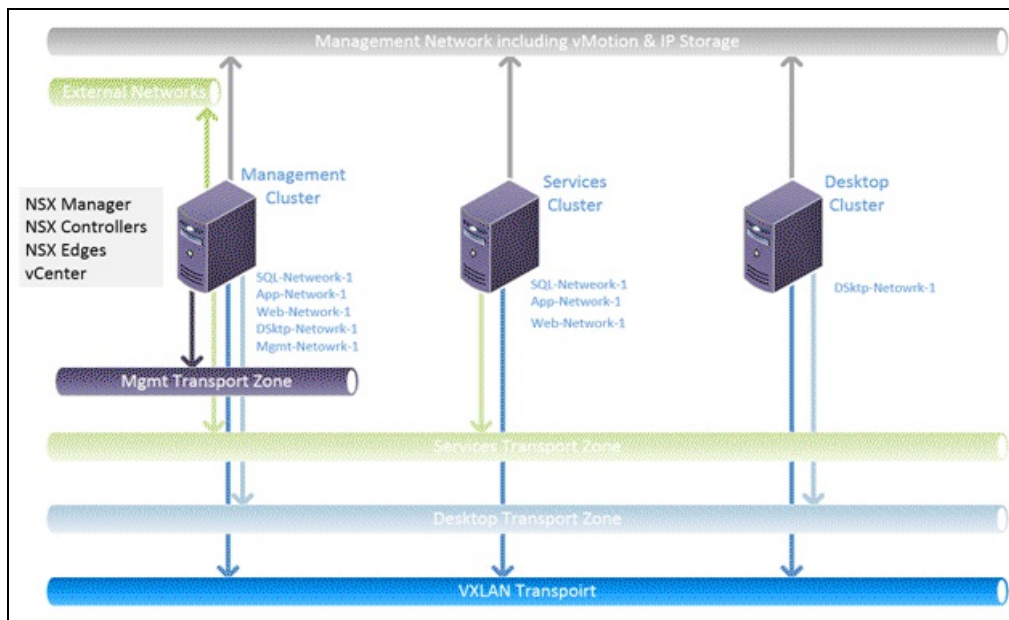 Management Network including vMotion & IP Storage
External Networks
NSX Manager
NSX Controllers
NSX Edges
vCenter
Management
Cluster
SQL-Netweork-1
App-Network-1
Web-Network-1
DSktp-Netowrk-1
Mgmt-Netowrk-1
Services
Cluster
SQL-Netweork-1
App-Network-1
Web-Network-1
Desktop
Cluster
DSktp-Netowrk-1
Mgmt Transport Zone
Services Transport Zone
Desktop Transport Zone
VXLAN Transpoirt